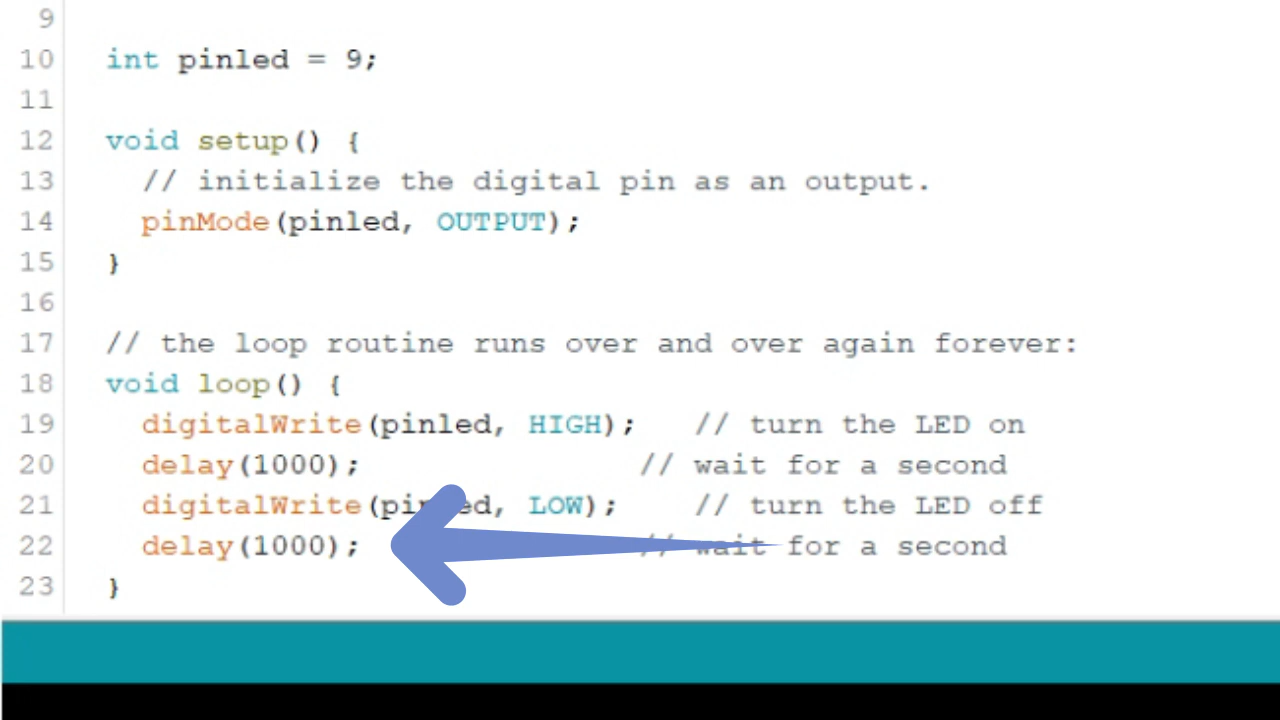 9
10 int pinled = 9;
11
12 void setup() {
13 // initialize the digital pin as an output.
14 pinMode(pinled, OUTPUT);
15 }
16
17 // the loop routine runs over and over again forever:
18 void loop() {
19 digitalWrite(pinled, HIGH); // turn the LED on
20 delay(1000); // wait for a second
21 digitalWrite(pinled, LOW); // turn the LED off
22 delay(1000); // wait for a second
23 }